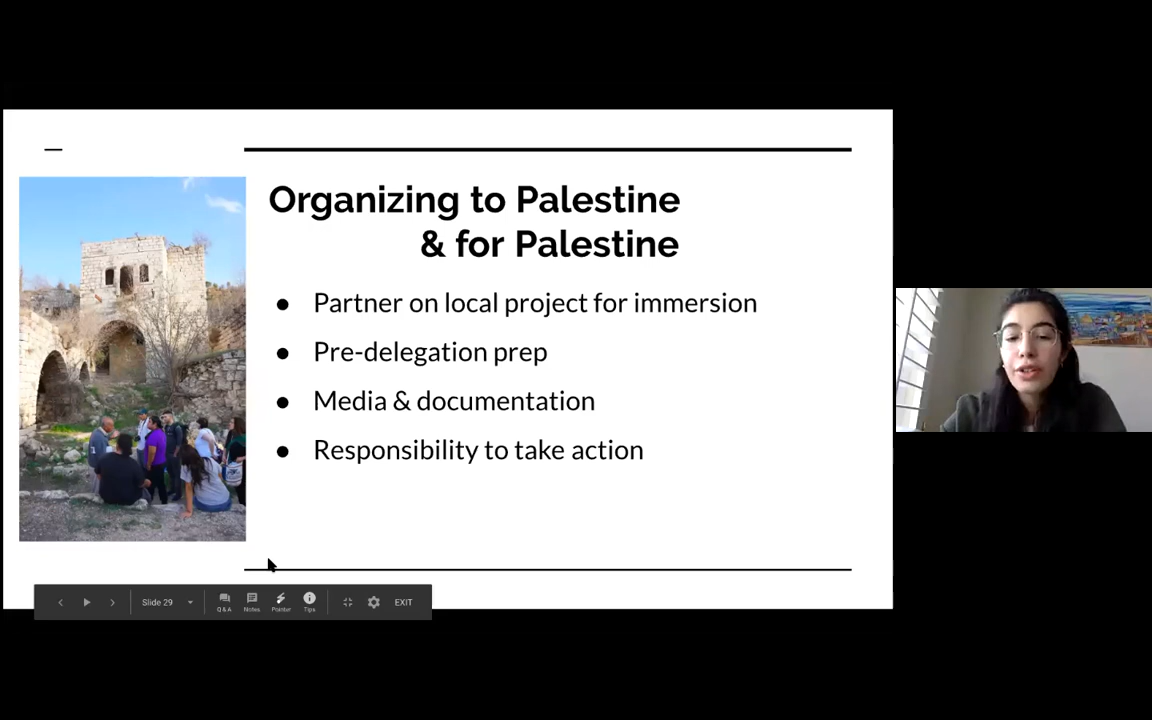 Organizing to Palestine
& for Palestine
● Partner on local project for immersion
● Pre-delegation prep
● Media & documentation
● Responsibility to take action
Slide 29
Q&A
Notes
Pointer
Tips
EXIT